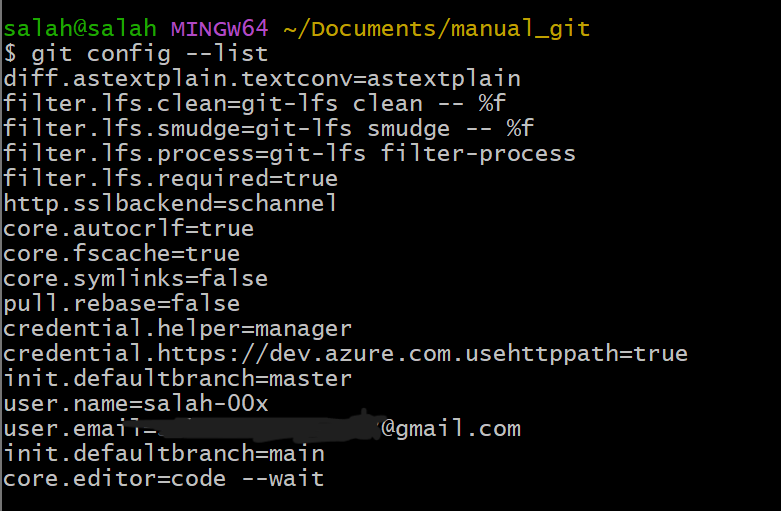 salah@salah MINGW64 ~/Documents/manual_git
$ git config --list
diff.astextplain.textconv=astextplain
filter.lfs.clean=git-lfs clean -- %f
filter.lfs.smudge=git-lfs smudge -- %f
filter.lfs.process=git-lfs filter-process
filter.lfs.required=true
http.sslbackend=schannel
core.autocrlf=true
core.fscache=true
core.symlinks=false
pull.rebase=false
credential.helper=manager
credential.https://dev.azure.com.usehttppath=true
init.defaultbranch=master
user.name=salah-00x
user.email= @gmail.com
init.defaultbranch=main
core.editor=code --wait